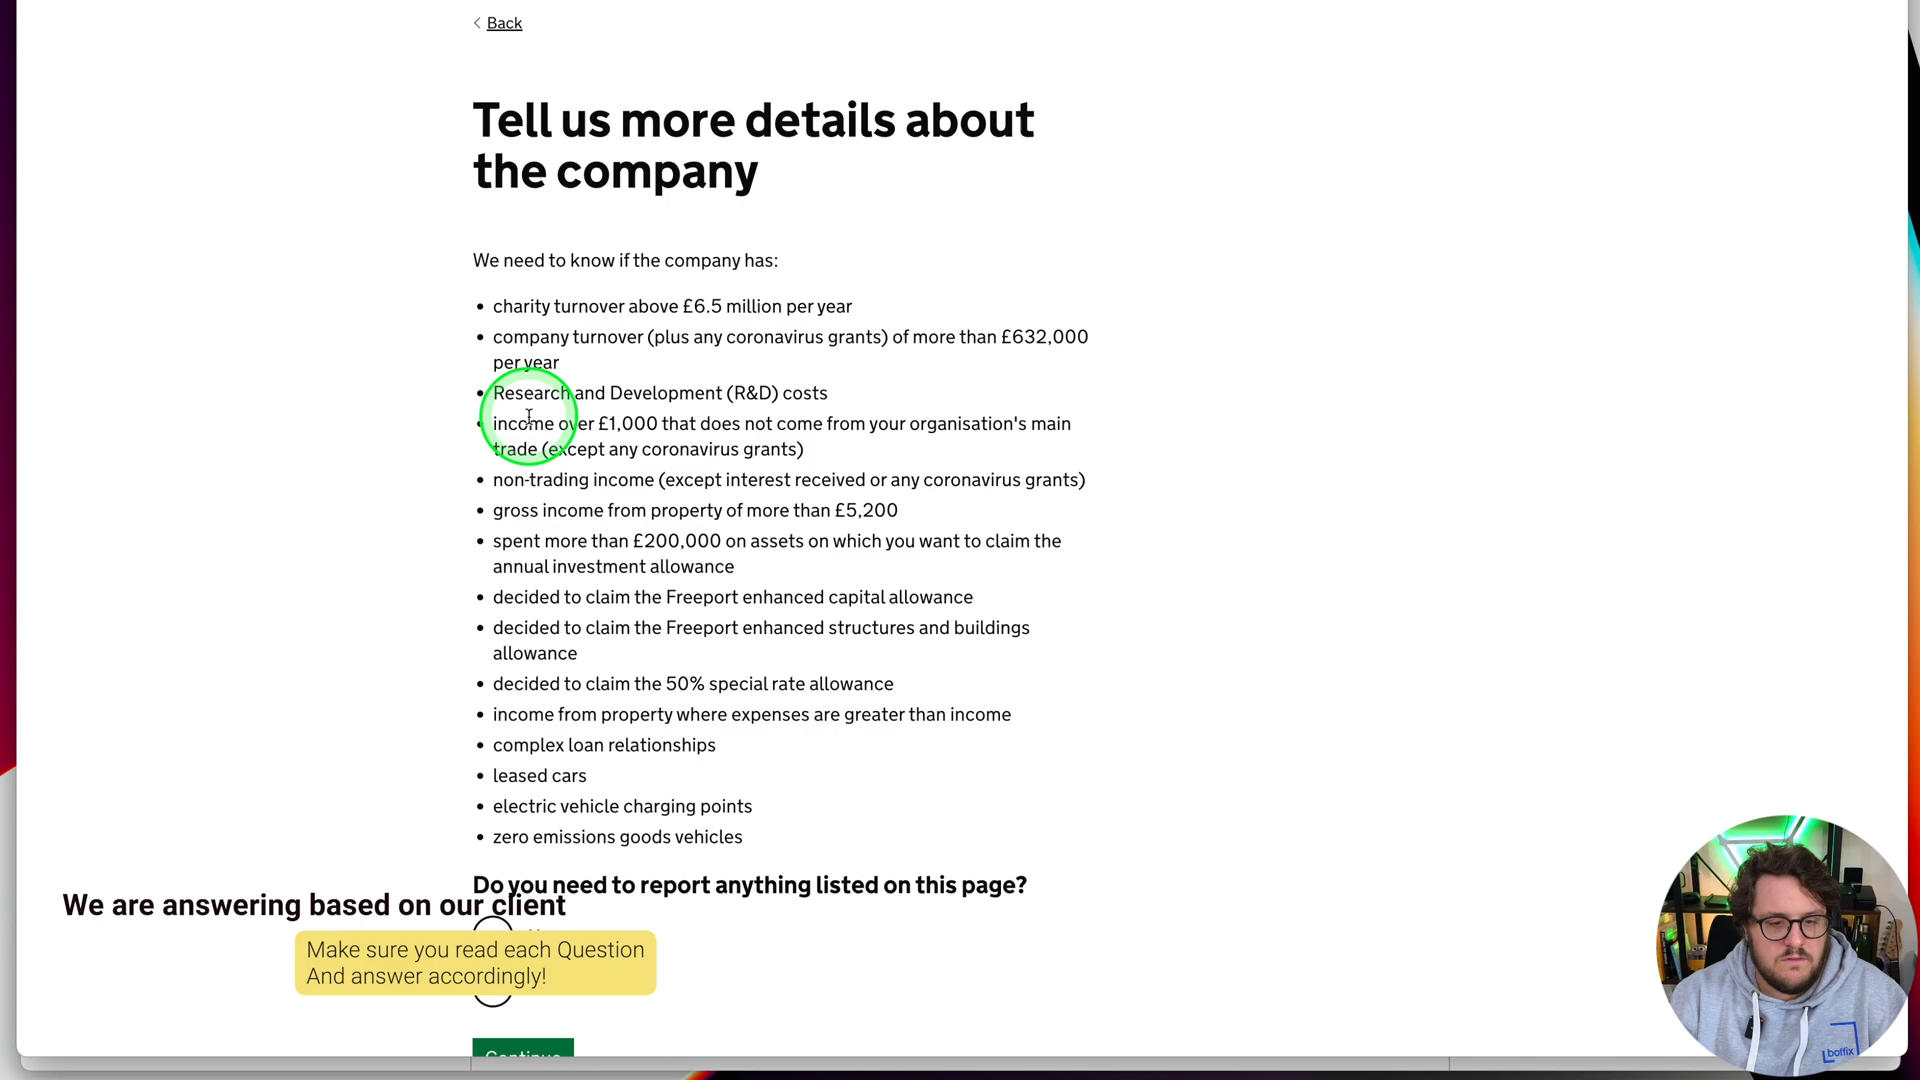 Back
Tell us more details about
the company
We need to know if the company has:
• charity turnover above £6.5 million per year
• company turnover (plus any coronavirus grants) of more than £632,000
per year
• Research and Development (R&D) costs
• income over £1,000 that does not come from your organisation's main
trade (except any coronavirus grants)
• non-trading income (except interest received or any coronavirus grants)
• gross income from property of more than £5,200
• spent more than £200,000 on assets on which you want to claim the
annual investment allowance
• decided to claim the Freeport enhanced capital allowance
• decided to claim the Freeport enhanced structures and buildings
allowance
• decided to claim the 50% special rate allowance
• income from property where expenses are greater than income
• complex loan relationships
• leased cars
• electric vehicle charging points
• zero emissions goods vehicles
Do you need to report anything listed on this page?
We are answering based on our client
Make sure you read each Question
And answer accordingly!
Continue
boffix